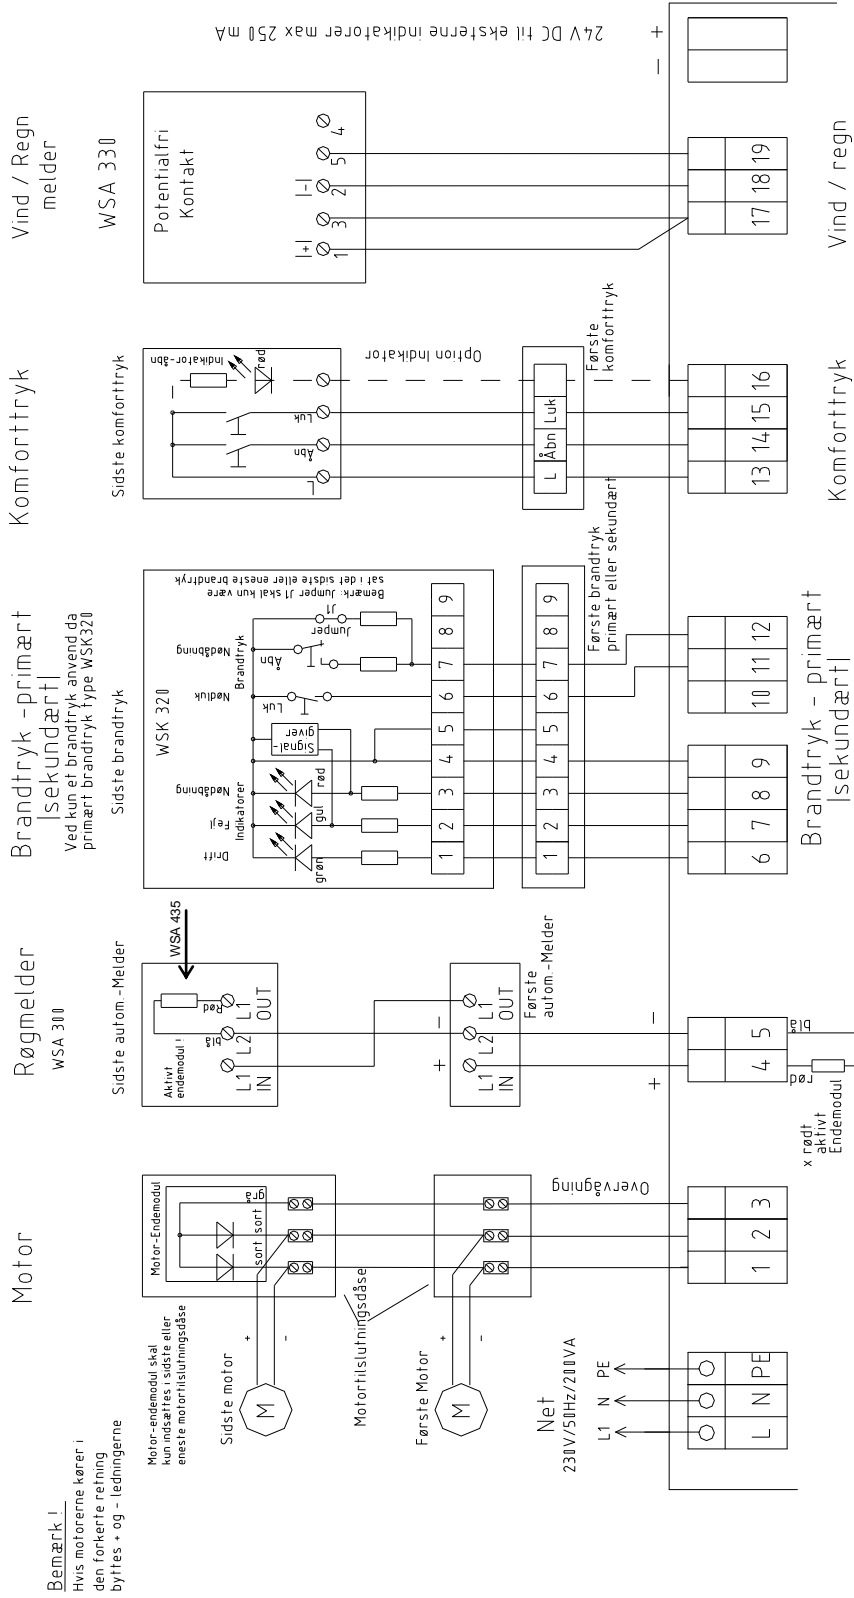 Bemærk !
Hvis motorerne kører i
den forkerte retning
byttes + og - ledningerne
Motor
Motor-endemodul skal
kun indsættes i sidste eller
eneste motortilslutningsdåse
Motor-Endemodul
grå
sort sort
Sidste motor
+
-
M
Motortilslutningsdåse
Første Motor
+
-
M
Overvågning
Net
230V/50Hz/200VA
L1 N PE
L N PE
1 2 3
Røgmelder
WSA 300
Sidste autom.-Melder
WSA 435
Aktivt
endemodul !
Rød
blå
L1 L2 L1
IN OUT
+ -
L1 L2 L1
IN OUT
Første
autom.-Melder
+ -
4 5
rød
blå
x rødt
aktivt
Endemodul
Brandtryk - primært
|sekundært|
Ved kun et brandtryk anvend da
primært brandtryk type WSK320
Sidste brandtryk
WSK 320
Bemærk: Jumper J1 skal kun være
sat i det sidste eller eneste brandtryk
Drift
Fejl
Nødåbning
Indikatorer
Nødluk
Nødåbning
Brandtryk
grøn
gul
rød
Signal-
giver
Luk
Åbn
Jumper
J1
1 2 3 4 5 6 7 8 9
1 2 3 4 5 6 7 8 9
Første brandtryk
primært eller sekundært
6 7 8 9
10 11 12
Brandtryk - primært
|sekundært|
Komforttryk
Sidste komforttryk
Indikator-åbn
rød
L
Åbn
Luk
Option Indikator
L Åbn Luk
Første
komforttryk
13 14 15 16
Komforttryk
Vind / Regn
melder
WSA 330
Potentialfri
Kontakt
|+| |-|
1 3 2 5 4
17 18 19
Vind / regn
24V DC til eksterne indikatorer max 250 mA
- +